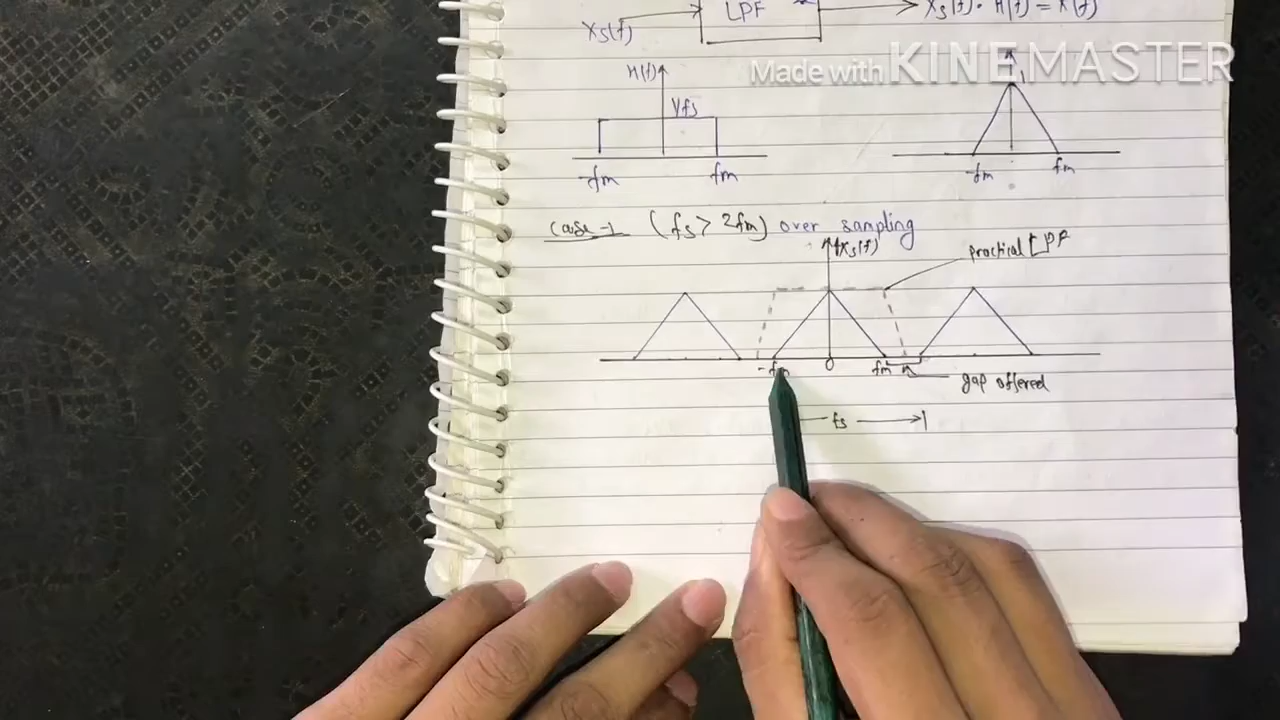 LPF
Xs(f)
Xs(f) · H(f) = X(f)
Made with KINEMASTER
H(f)
1/fs
1
-fm
fm
-fm
fm
Case-1 (fs > 2fm) over sampling
Xs(f)
practical LPF
-fm
0
fm
gap offered
fs